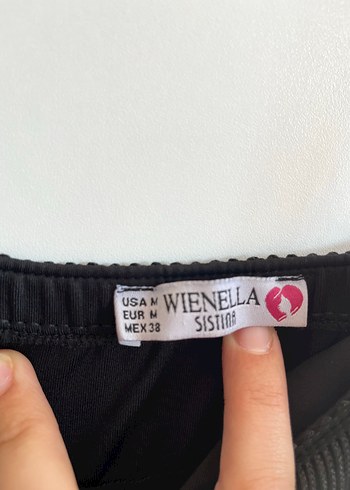 USA M
EUR M
MEX 38
WIENELLA
SISTINA